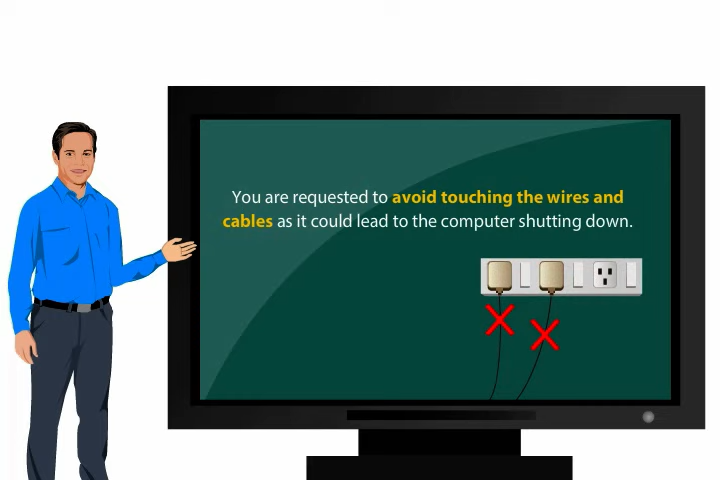 You are requested to avoid touching the wires and
cables as it could lead to the computer shutting down.